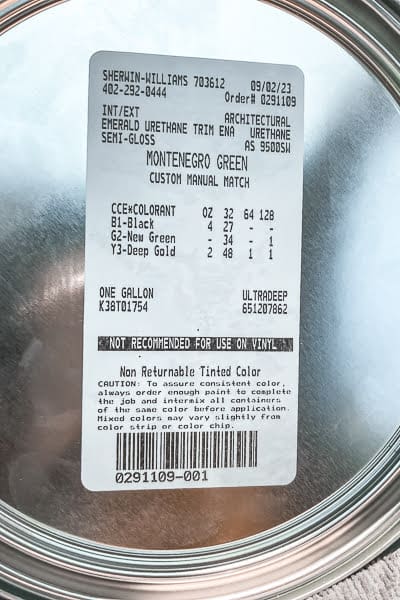 SHERWIN-WILLIAMS 703612 09/02/23
402-292-0444 Order# 0291109
INT/EXT ARCHITECTURAL
EMERALD URETHANE TRIM ENA URETHANE
SEMI-GLOSS AS 9500SW
MONTENEGRO GREEN
CUSTOM MANUAL MATCH
CCE*COLORANT OZ 32 64 128
B1-Black 4 27 - -
G2-New Green - 34 - 1
Y3-Deep Gold 2 48 1 1
ONE GALLON ULTRADEEP
K38T01754 651207862
NOT RECOMMENDED FOR USE ON VINYL
Non Returnable Tinted Color
CAUTION: To assure consistent color,
always order enough paint to complete
the job and intermix all containers
of the same color before application.
Mixed colors may vary slightly from
color strip or color chip.
0291109-001